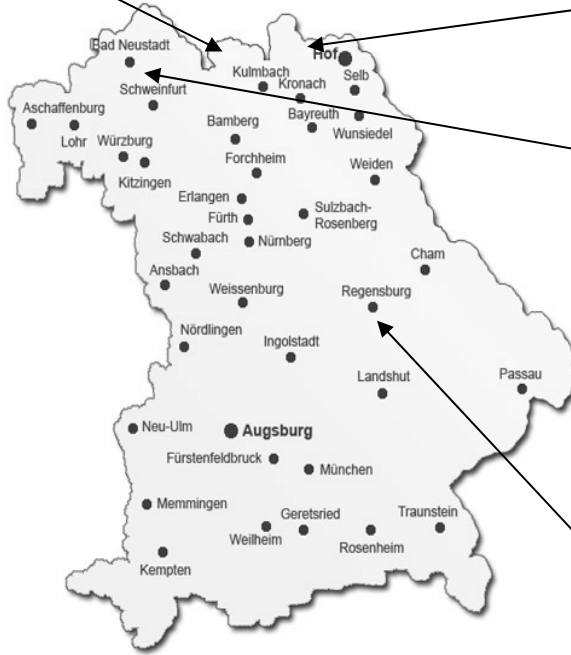 Bad Neustadt
Hof
Kulmbach
Selb
Kronach
Schweinfurt
Aschaffenburg
Bayreuth
Wunsiedel
Bamberg
Lohr
Würzburg
Forchheim
Weiden
Kitzingen
Erlangen
Sulzbach-
Rosenberg
Fürth
Schwabach
Nürnberg
Cham
Ansbach
Weissenburg
Regensburg
Nördlingen
Ingolstadt
Landshut
Passau
Neu-Ulm
Augsburg
Fürstenfeldbruck
München
Memmingen
Geretsried
Traunstein
Weilheim
Rosenheim
Kempten